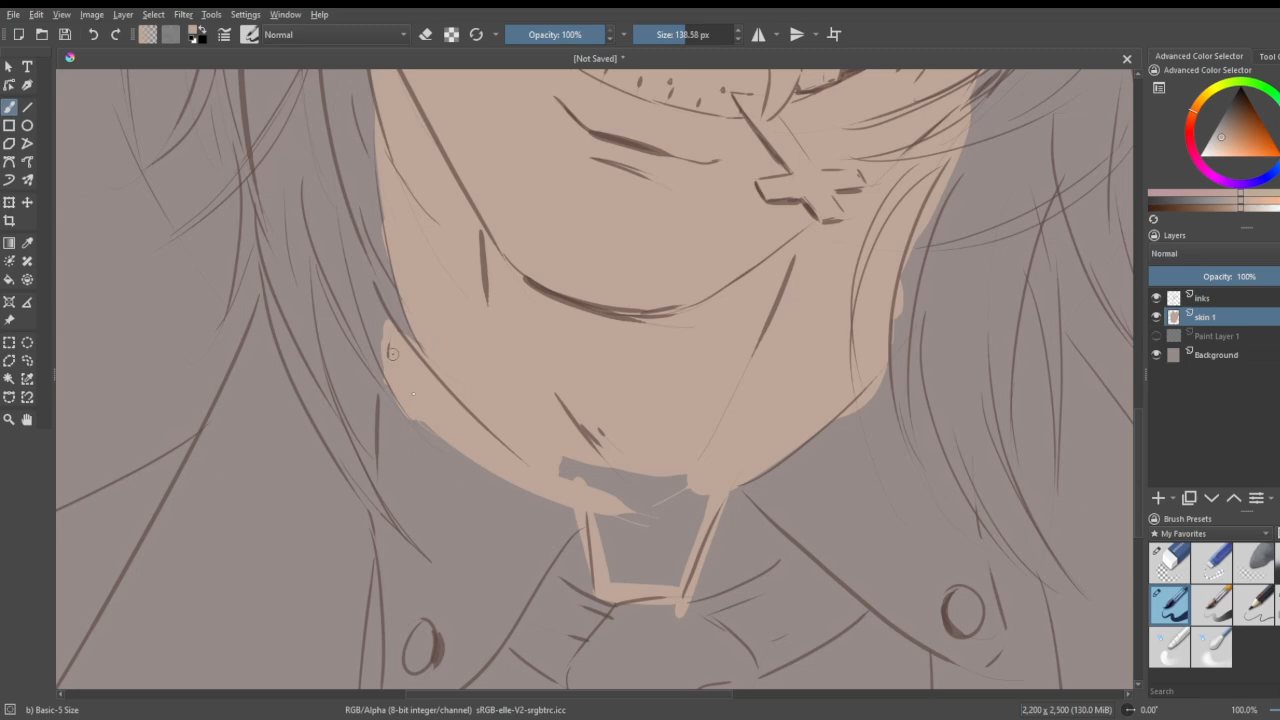 File Edit View Image Layer Select Filter Tools Settings Window Help
Normal
Opacity: 100%
Size: 138.58 px
[Not Saved] *
Advanced Color Selector
Tool O
Advanced Color Selector
Layers
Normal
Opacity: 100%
inks
skin 1
Paint Layer 1
Background
Brush Presets
My Favorites
Search
b) Basic-5 Size
RGB/Alpha (8-bit integer/channel) sRGB-elle-V2-srgbtrc.icc
2,200 x 2,500 (130.0 MiB)
0.00°
100.0%